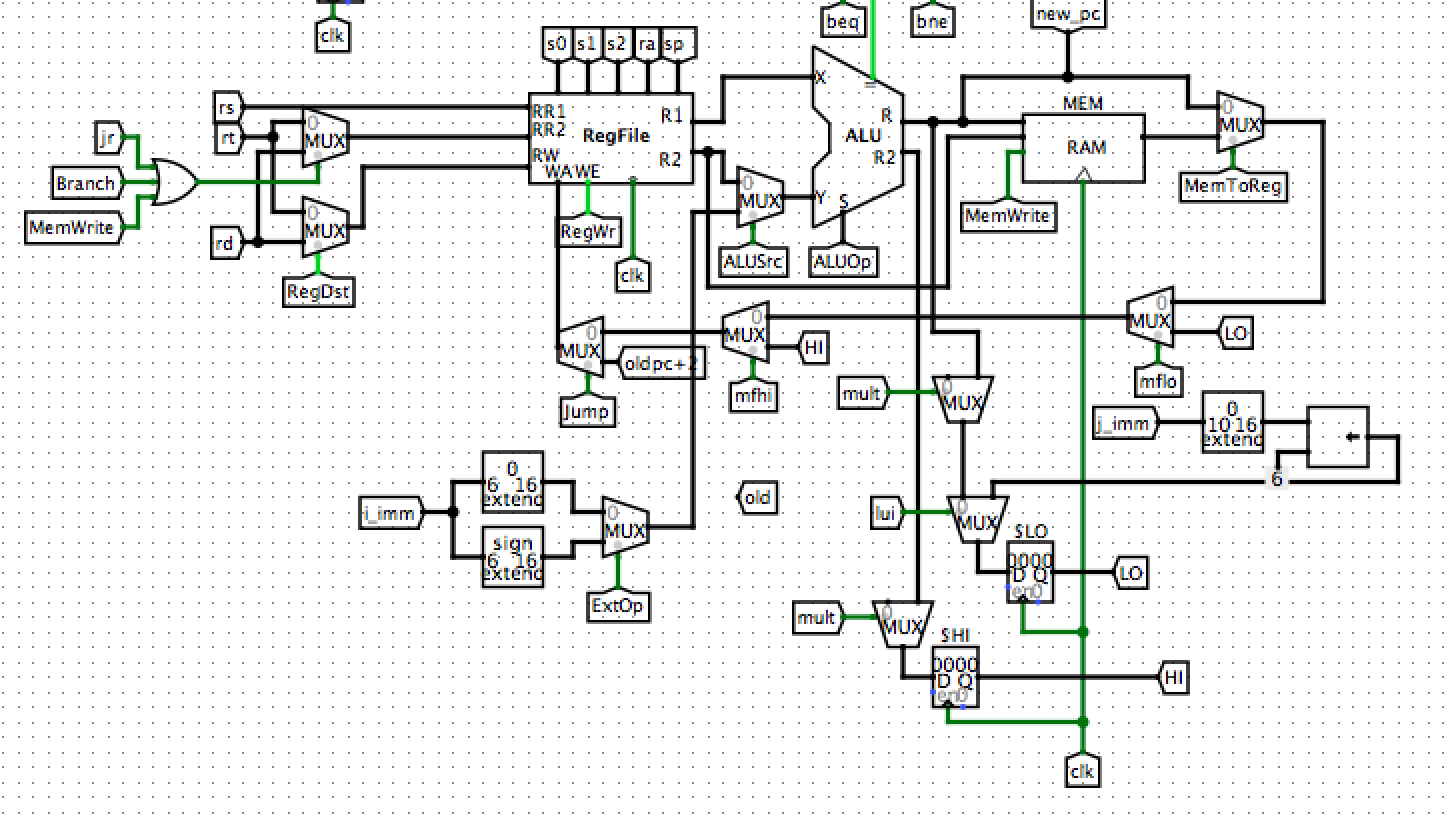 beq
bne
new_pc
clk
s0 s1 s2 ra sp
rs
rt
jr
Branch
MemWrite
rd
0
MUX
0
MUX
RegDst
RR1
RR2
RW
WA WE
RegFile
R1
R2
RegWr
clk
0
MUX
ALUSrc
X
Y
=
S
ALU
R
R2
ALUOp
MEM
RAM
MemWrite
0
MUX
MemToReg
0
MUX
oldpc+2
Jump
0
MUX
HI
mfhi
0
MUX
LO
mflo
mult
0
MUX
j_imm
0
10 16
extend
6
i_imm
0
6 16
extend
sign
6 16
extend
0
MUX
ExtOp
old
lui
0
MUX
SLO
0000
D Q
en 0
LO
mult
0
MUX
SHI
0000
D Q
en 0
HI
clk